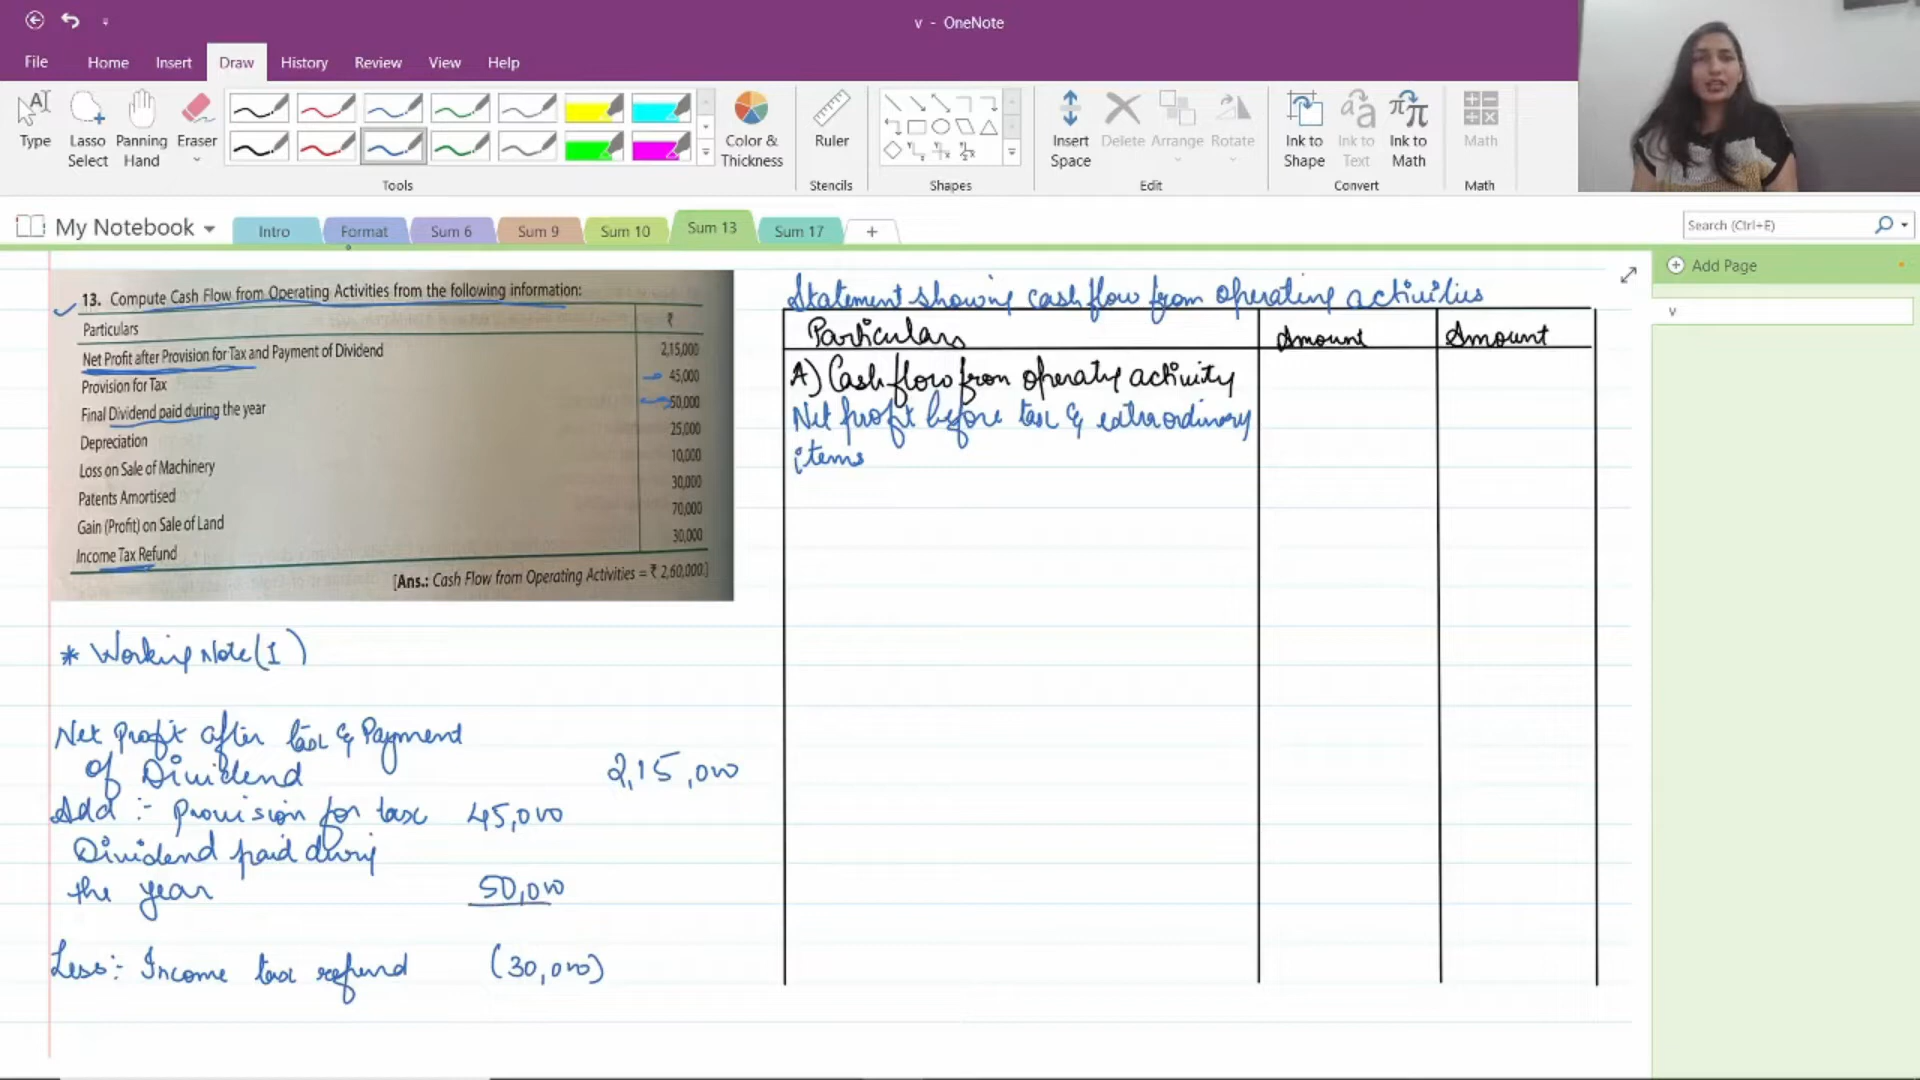 v - OneNote
File Home Insert Draw History Review View Help
Type Lasso Select Panning Hand Eraser Color & Thickness Ruler Insert Space Delete Arrange Rotate Ink to Shape Ink to Text Ink to Math Math
Tools Stencils Shapes Edit Convert Math
My Notebook Intro Format Sum 6 Sum 9 Sum 10 Sum 13 Sum 17 + Search (Ctrl+E)
Add Page
v
13. Compute Cash Flow from Operating Activities from the following information:
Particulars ₹
Net Profit after Provision for Tax and Payment of Dividend 2,15,000
Provision for Tax 45,000
Final Dividend paid during the year 50,000
Depreciation 25,000
Loss on Sale of Machinery 10,000
Patents Amortised 30,000
Gain (Profit) on Sale of Land 70,000
Income Tax Refund 30,000
[Ans.: Cash Flow from Operating Activities = ₹ 2,60,000.]
* Working Note (1)
Net Profit after tax & Payment
of Dividend 2,15,000
Add :- Provision for tax 45,000
Dividend paid during
the year 50,000
Less:- Income tax refund (30,000)
Statement showing cash flow from operating activities
Particulars Amount Amount
A) Cash flow from operating activity
Net profit before tax & extraordinary
items